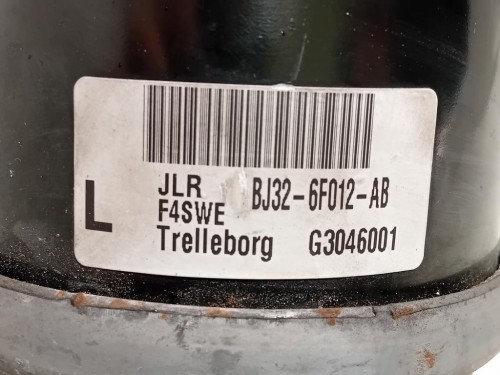 JLR BJ32-6F012-AB
L F4SWE
Trelleborg G3046001